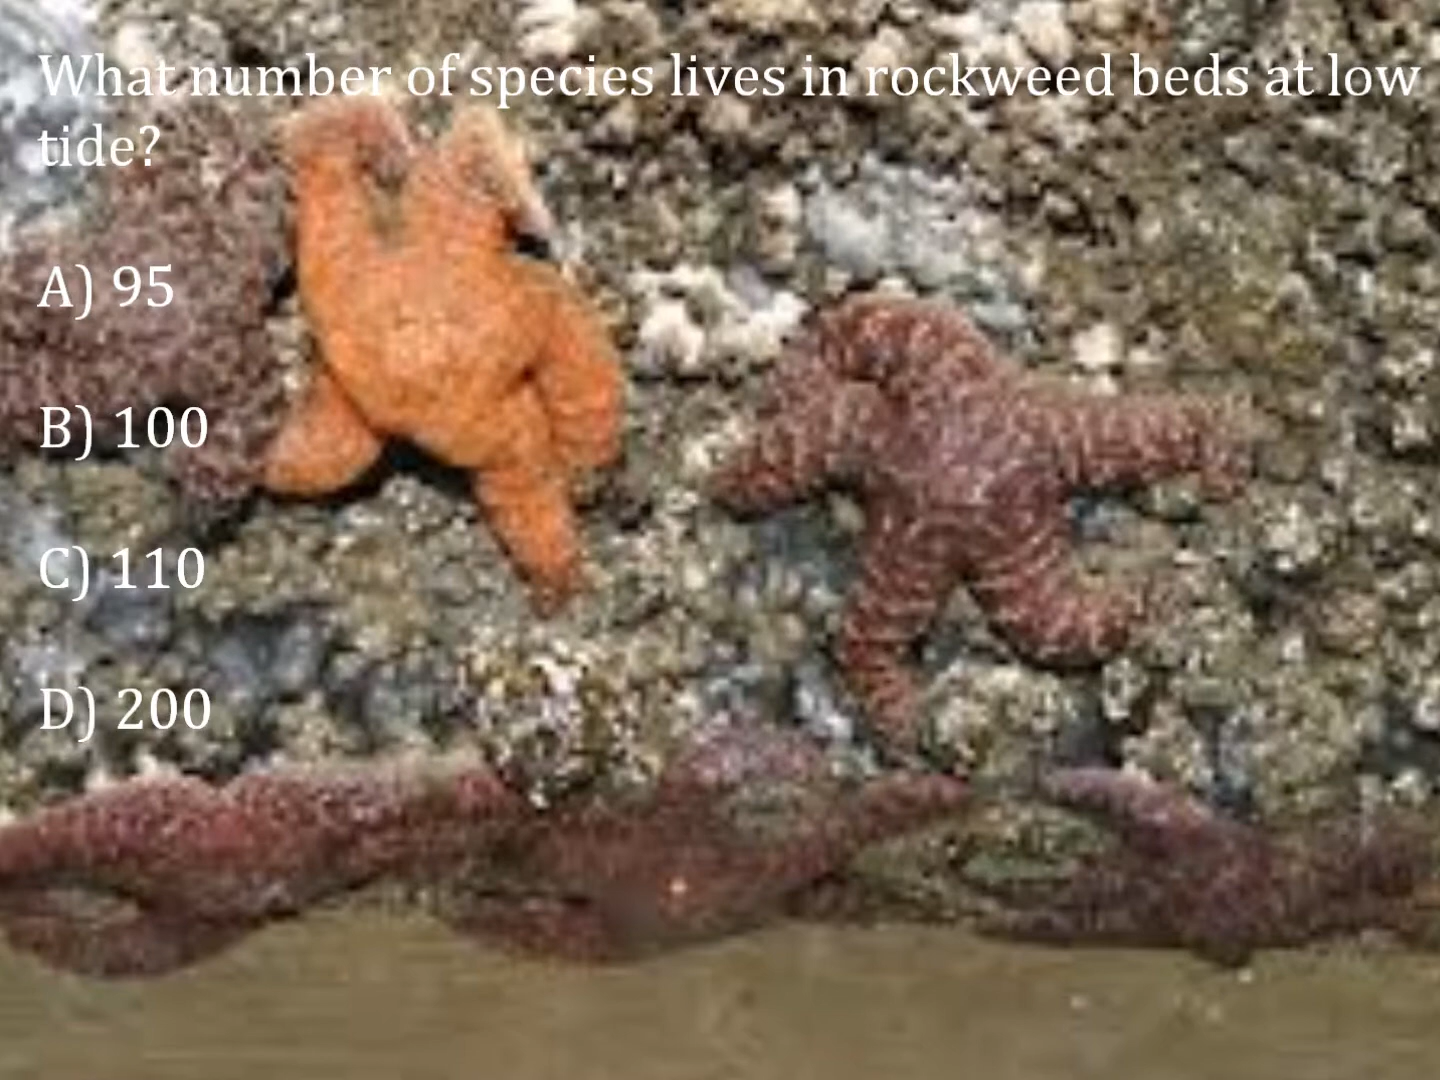 What number of species lives in rockweed beds at low
tide?
A) 95
B) 100
C) 110
D) 200